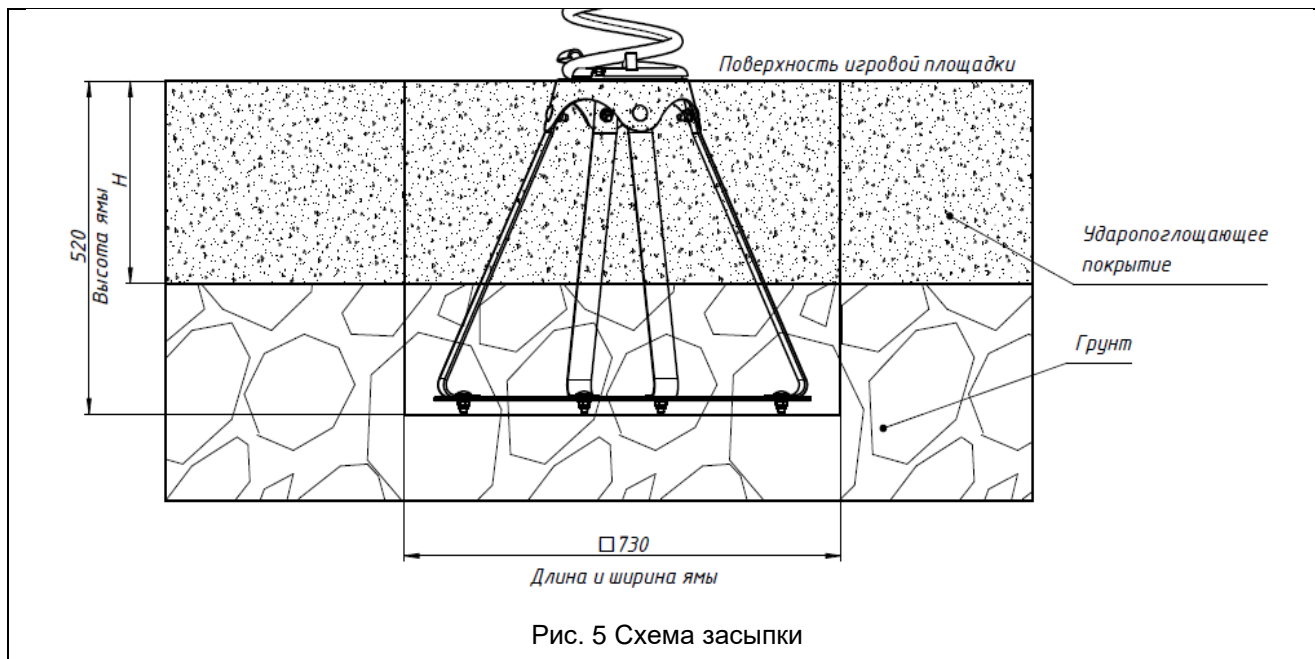 Поверхность игровой площадки
520
Высота ямы
H
Ударопоглощающее
покрытие
Грунт
□730
Длина и ширина ямы
Рис. 5 Схема засыпки